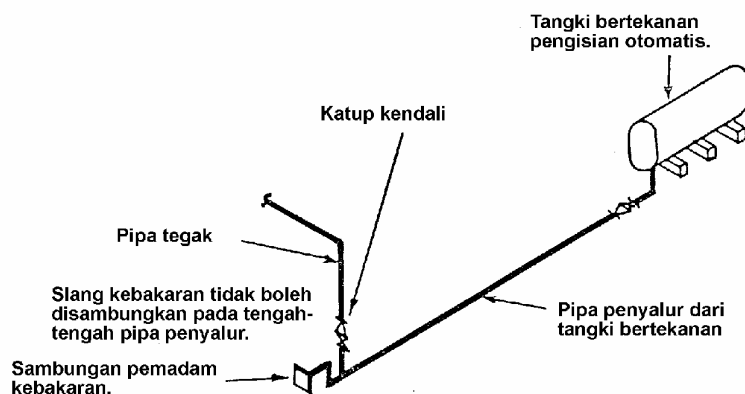 Tangki bertekanan
pengisian otomatis.
Katup kendali
Pipa tegak
Slang kebakaran tidak boleh
disambungkan pada tengah-
tengah pipa penyalur.
Pipa penyalur dari
tangki bertekanan
Sambungan pemadam
kebakaran.